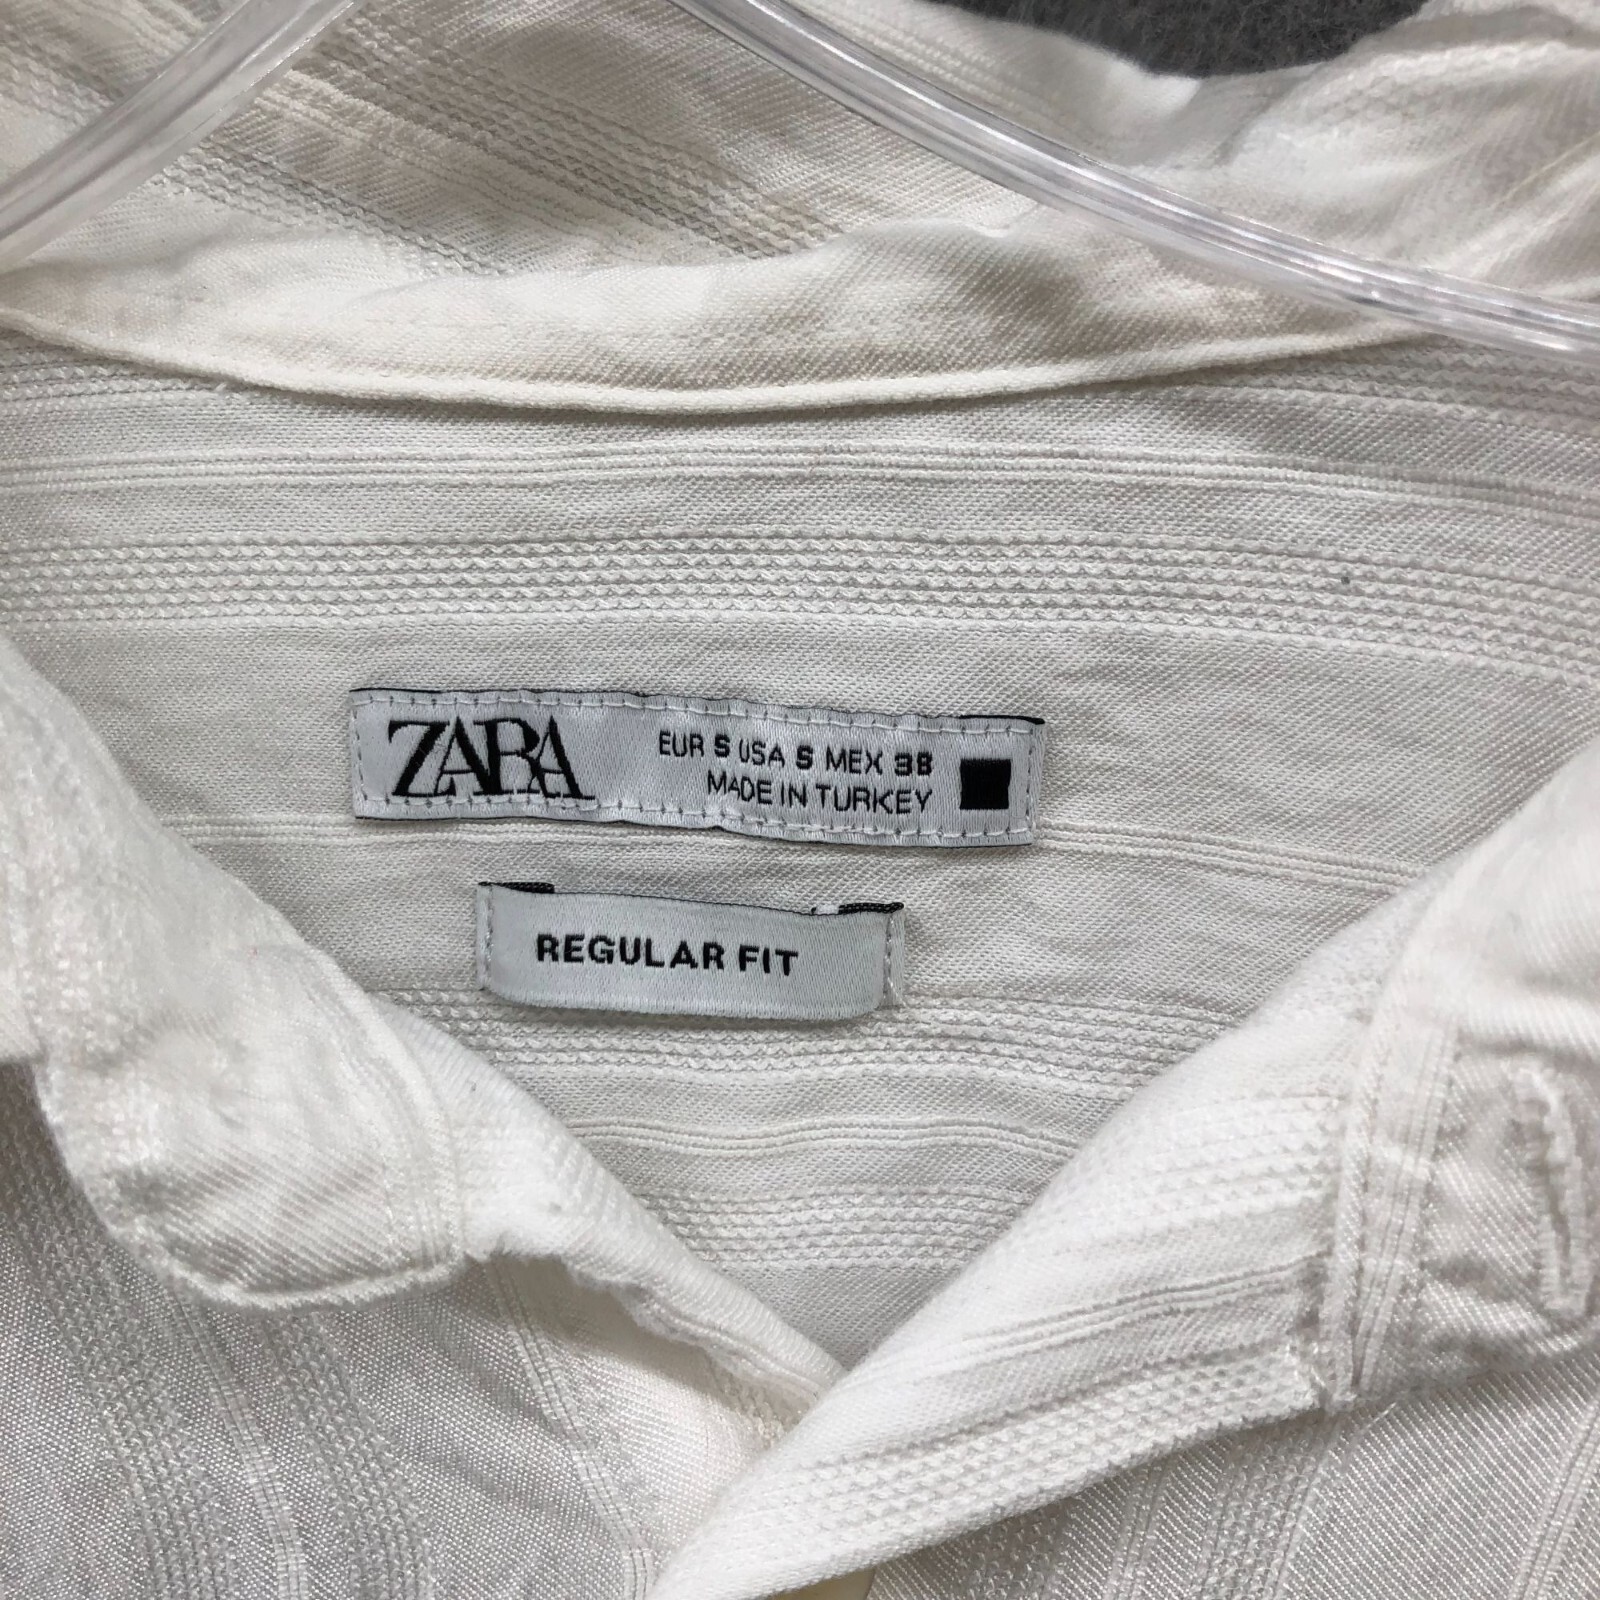 ZARA
EUR S USA S MEX 38
MADE IN TURKEY
REGULAR FIT